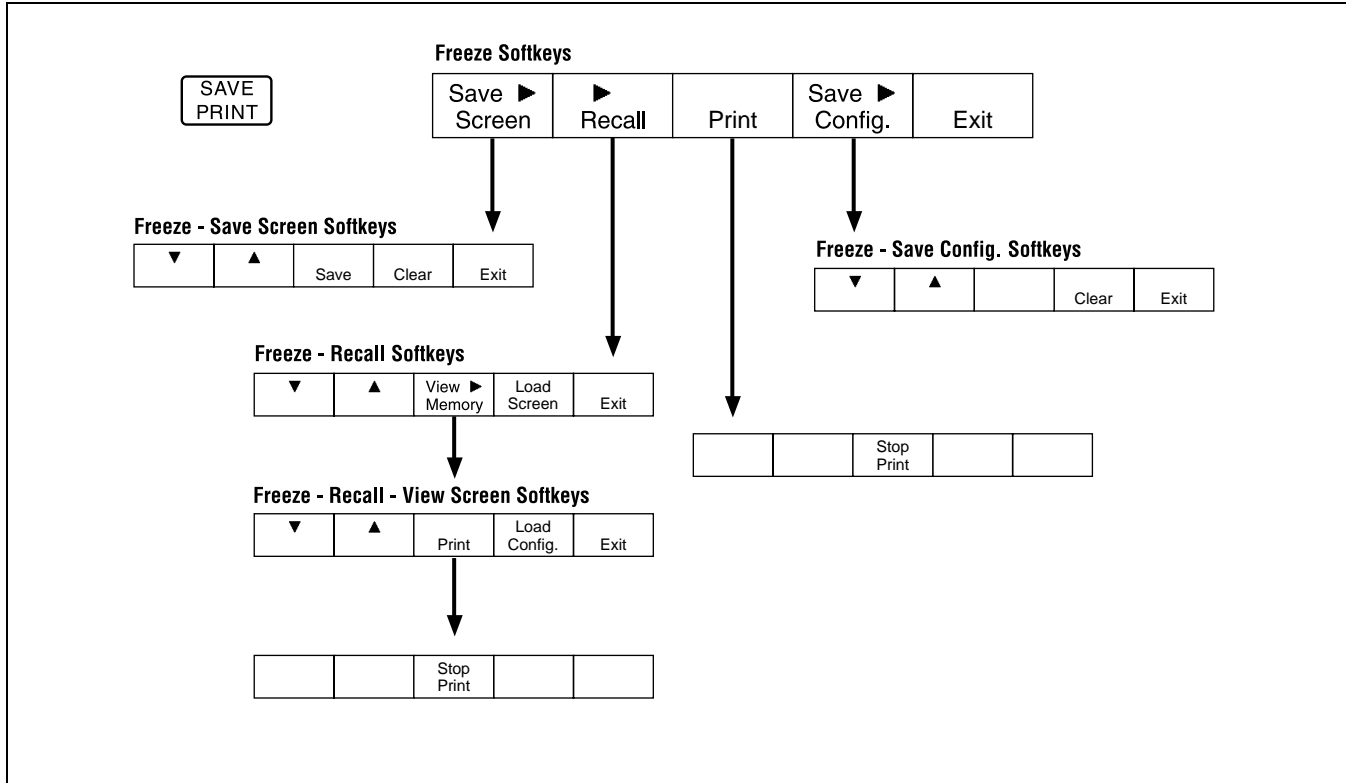 SAVE
PRINT
Freeze Softkeys
Save ▶
Screen
▶
Recall
Print
Save ▶
Config.
Exit
Freeze - Save Screen Softkeys
▼ ▲ Save Clear Exit
Freeze - Save Config. Softkeys
▼ ▲ Clear Exit
Freeze - Recall Softkeys
▼ ▲
View ▶
Memory
Load
Screen
Exit
Stop
Print
Freeze - Recall - View Screen Softkeys
▼ ▲
Print
Load
Config.
Exit
Stop
Print